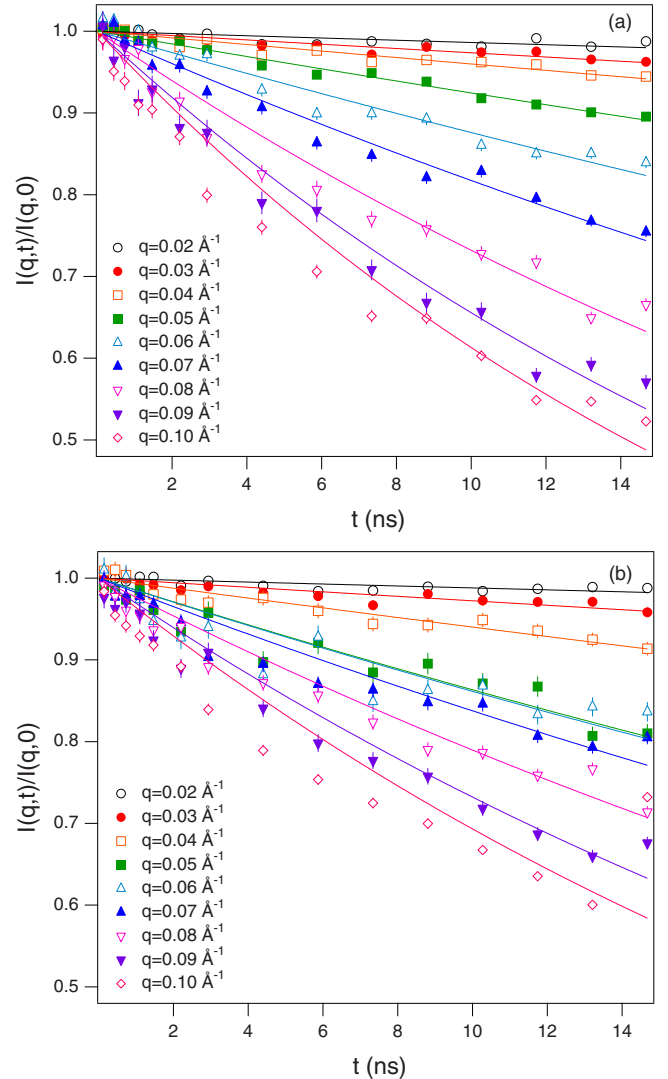 (a)
1.0
0.9
0.8
0.7
0.6
0.5
I(q,t)/I(q,0)
q=0.02 Å⁻¹
q=0.03 Å⁻¹
q=0.04 Å⁻¹
q=0.05 Å⁻¹
q=0.06 Å⁻¹
q=0.07 Å⁻¹
q=0.08 Å⁻¹
q=0.09 Å⁻¹
q=0.10 Å⁻¹
2 4 6 8 10 12 14
t (ns)
(b)
1.0
0.9
0.8
0.7
0.6
0.5
I(q,t)/I(q,0)
q=0.02 Å⁻¹
q=0.03 Å⁻¹
q=0.04 Å⁻¹
q=0.05 Å⁻¹
q=0.06 Å⁻¹
q=0.07 Å⁻¹
q=0.08 Å⁻¹
q=0.09 Å⁻¹
q=0.10 Å⁻¹
2 4 6 8 10 12 14
t (ns)